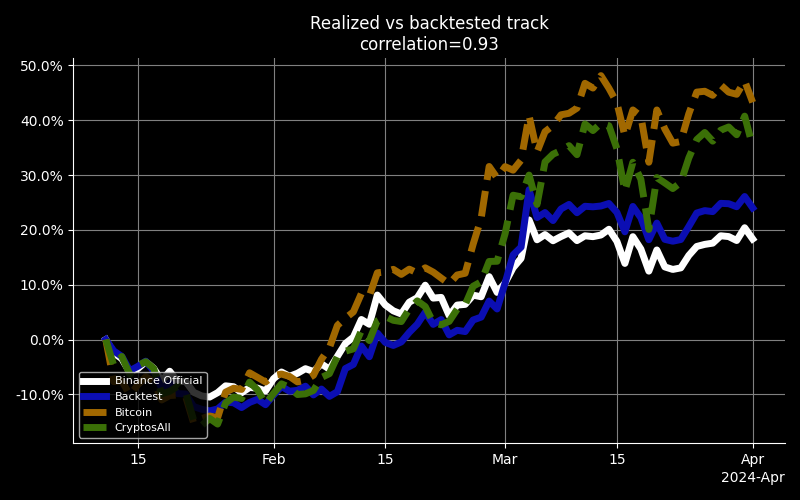 Realized vs backtested track
correlation=0.93
50.0%
40.0%
30.0%
20.0%
10.0%
0.0%
-10.0%
Binance Official
Backtest
Bitcoin
CryptosAll
15
Feb
15
Mar
15
Apr
2024-Apr